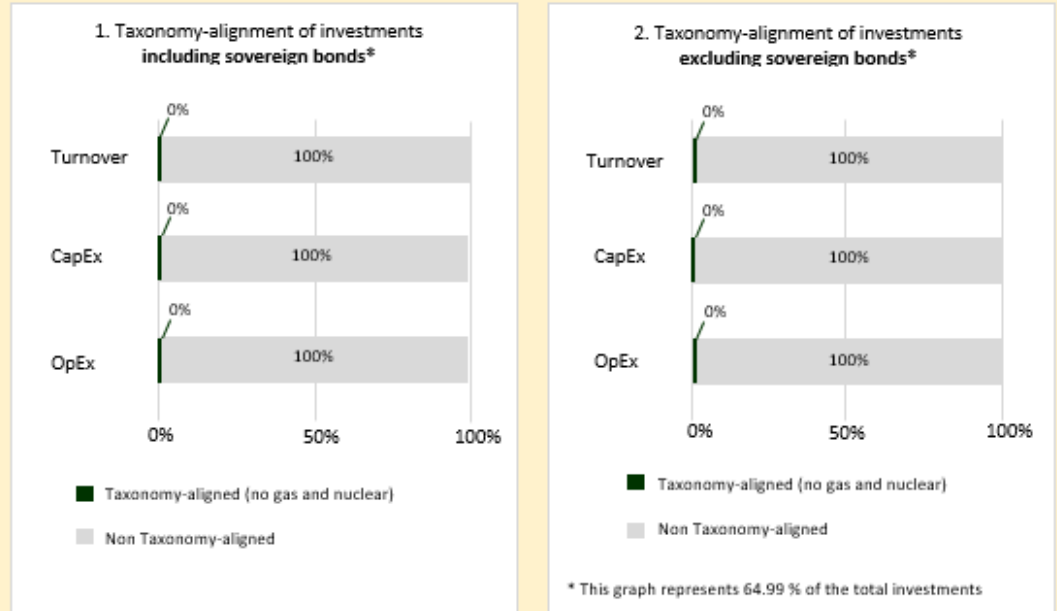 1. Taxonomy-alignment of investments
including sovereign bonds*
0%
Turnover
100%
0%
CapEx
100%
0%
OpEx
100%
0%
50%
100%
Taxonomy-aligned (no gas and nuclear)
Non Taxonomy-aligned
2. Taxonomy-alignment of investments
excluding sovereign bonds*
0%
Turnover
100%
0%
CapEx
100%
0%
OpEx
100%
0%
50%
100%
Taxonomy-aligned (no gas and nuclear)
Non Taxonomy-aligned
* This graph represents 64.99 % of the total investments